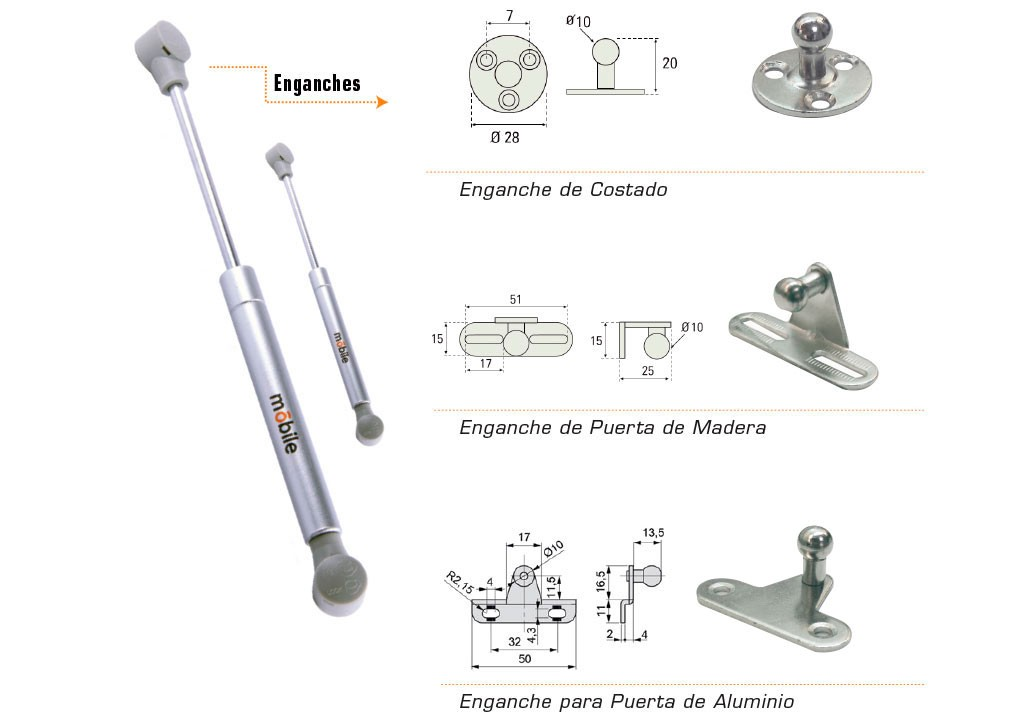 Enganches
7
Ø10
20
Ø 28
Enganche de Costado
51
15
17
15
Ø10
25
Enganche de Puerta de Madera
mōbile
mōbile
17
Ø10
R2,15
4
11,5
4,3
32
50
13,5
16,5
11
2
4
Enganche para Puerta de Aluminio